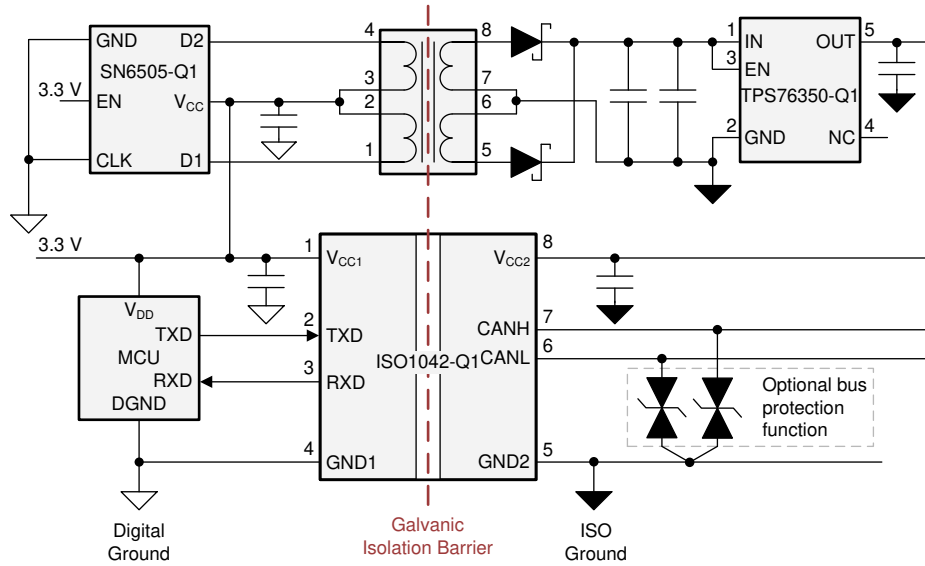 GND
D2
4
8
1
IN
OUT
5
SN6505-Q1
3
EN
3.3 V
EN
VCC
3
2
7
6
TPS76350-Q1
2
GND
NC
4
CLK
D1
1
5
3.3 V
1
VCC1
VCC2
8
VDD
TXD
2
TXD
CANH
7
MCU
ISO1042-Q1
CANL
6
RXD
3
RXD
DGND
Optional bus
protection
function
4
GND1
GND2
5
Digital
Ground
Galvanic
Isolation Barrier
ISO
Ground